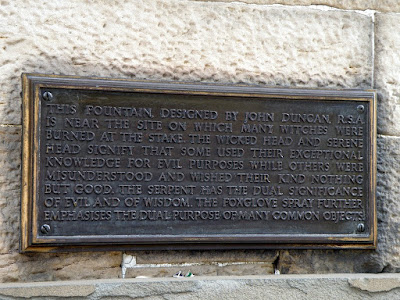 THIS FOUNTAIN, DESIGNED BY JOHN DUNCAN, R.S.A.
IS NEAR THE SITE ON WHICH MANY WITCHES WERE
BURNED AT THE STAKE. THE WICKED HEAD AND SERENE
HEAD SIGNIFY THAT SOME USED THEIR EXCEPTIONAL
KNOWLEDGE FOR EVIL PURPOSES WHILE OTHERS WERE
MISUNDERSTOOD AND WISHED THEIR KIND NOTHING
BUT GOOD. THE SERPENT HAS THE DUAL SIGNIFICANCE
OF EVIL AND OF WISDOM. THE FOXGLOVE SPRAY FURTHER
EMPHASISES THE DUAL PURPOSE OF MANY COMMON OBJECTS.